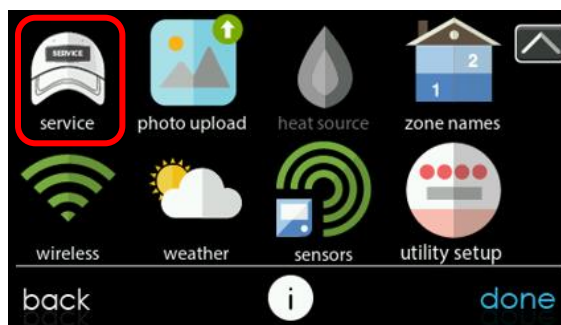 SERVICE
service photo upload heat source zone names
2
1
wireless weather sensors utility setup
back i done